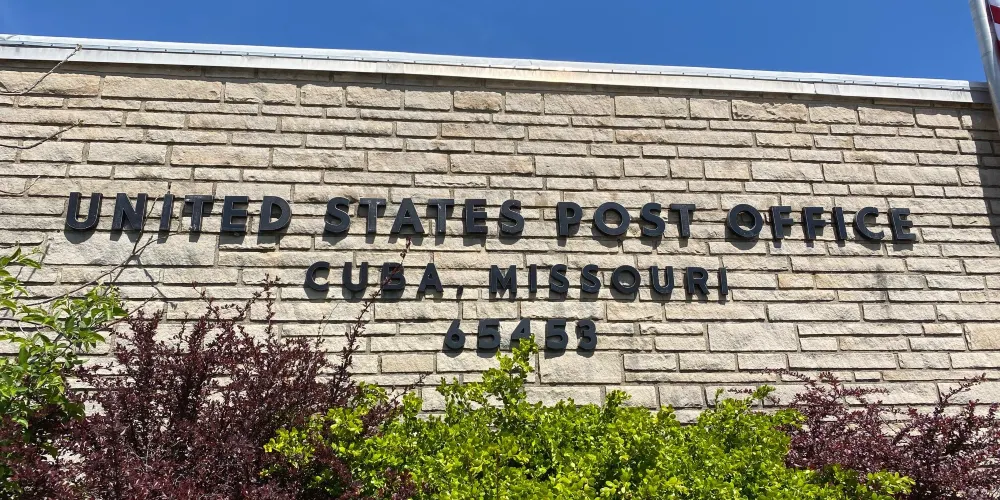 UNITED STATES POST OFFICE
CUBA, MISSOURI
65453